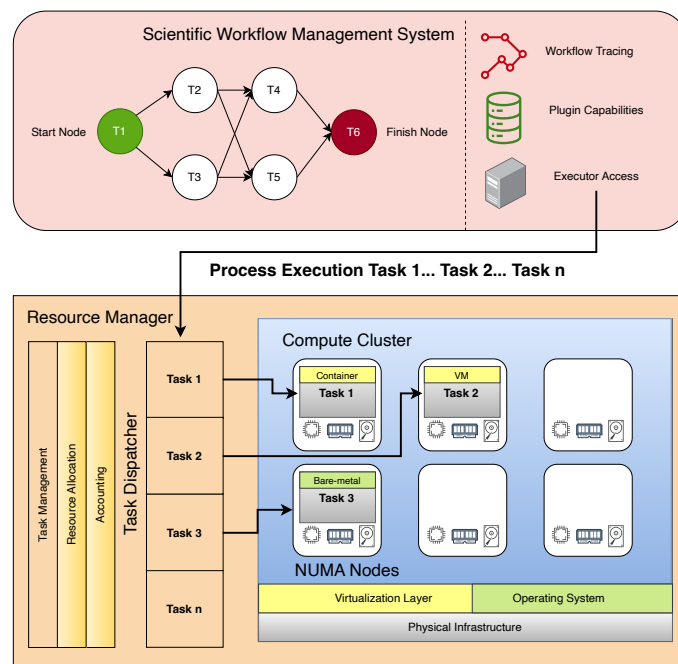 Scientific Workflow Management System
Start Node
T1
T2
T4
T3
T5
T6
Finish Node
Workflow Tracing
Plugin Capabilities
Executor Access
Process Execution Task 1... Task 2... Task n
Resource Manager
Task Management
Resource Allocation
Accounting
Task Dispatcher
Task 1
Task 2
Task 3
Task n
Compute Cluster
Container
Task 1
VM
Task 2
Bare-metal
Task 3
NUMA Nodes
Virtualization Layer
Operating System
Physical Infrastructure